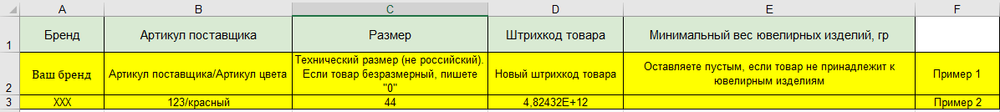 A B C D E F
1 Бренд Артикул поставщика Размер Штрихкод товара Минимальный вес ювелирных изделий, гр
2 Ваш бренд Артикул поставщика/Артикул цвета Технический размер (не российский).
Если товар безразмерный, пишете
"0" Новый штрихкод товара Оставляете пустым, если товар не принадлежит к
ювелирным изделиям Пример 1
3 XXX 123/красный 44 4,82432E+12 Пример 2